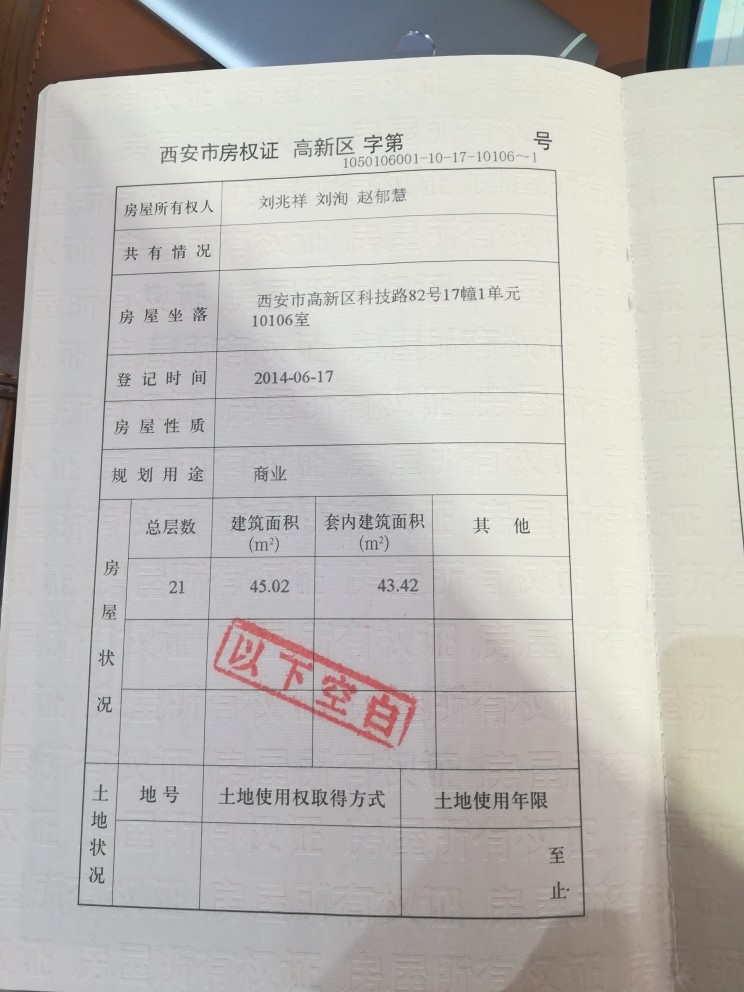 西安市房权证 高新区 字第 号
1050106001-10-17-10106～1
房屋所有权人 刘兆祥 刘洵 赵郁慧
共有情况
房屋坐落 西安市高新区科技路82号17幢1单元
10106室
登记时间 2014-06-17
房屋性质
规划用途 商业
房屋状况
总层数 建筑面积(m²) 套内建筑面积(m²) 其他
21 45.02 43.42
以下空白
土地状况
地号 土地使用权取得方式 土地使用年限
至
止